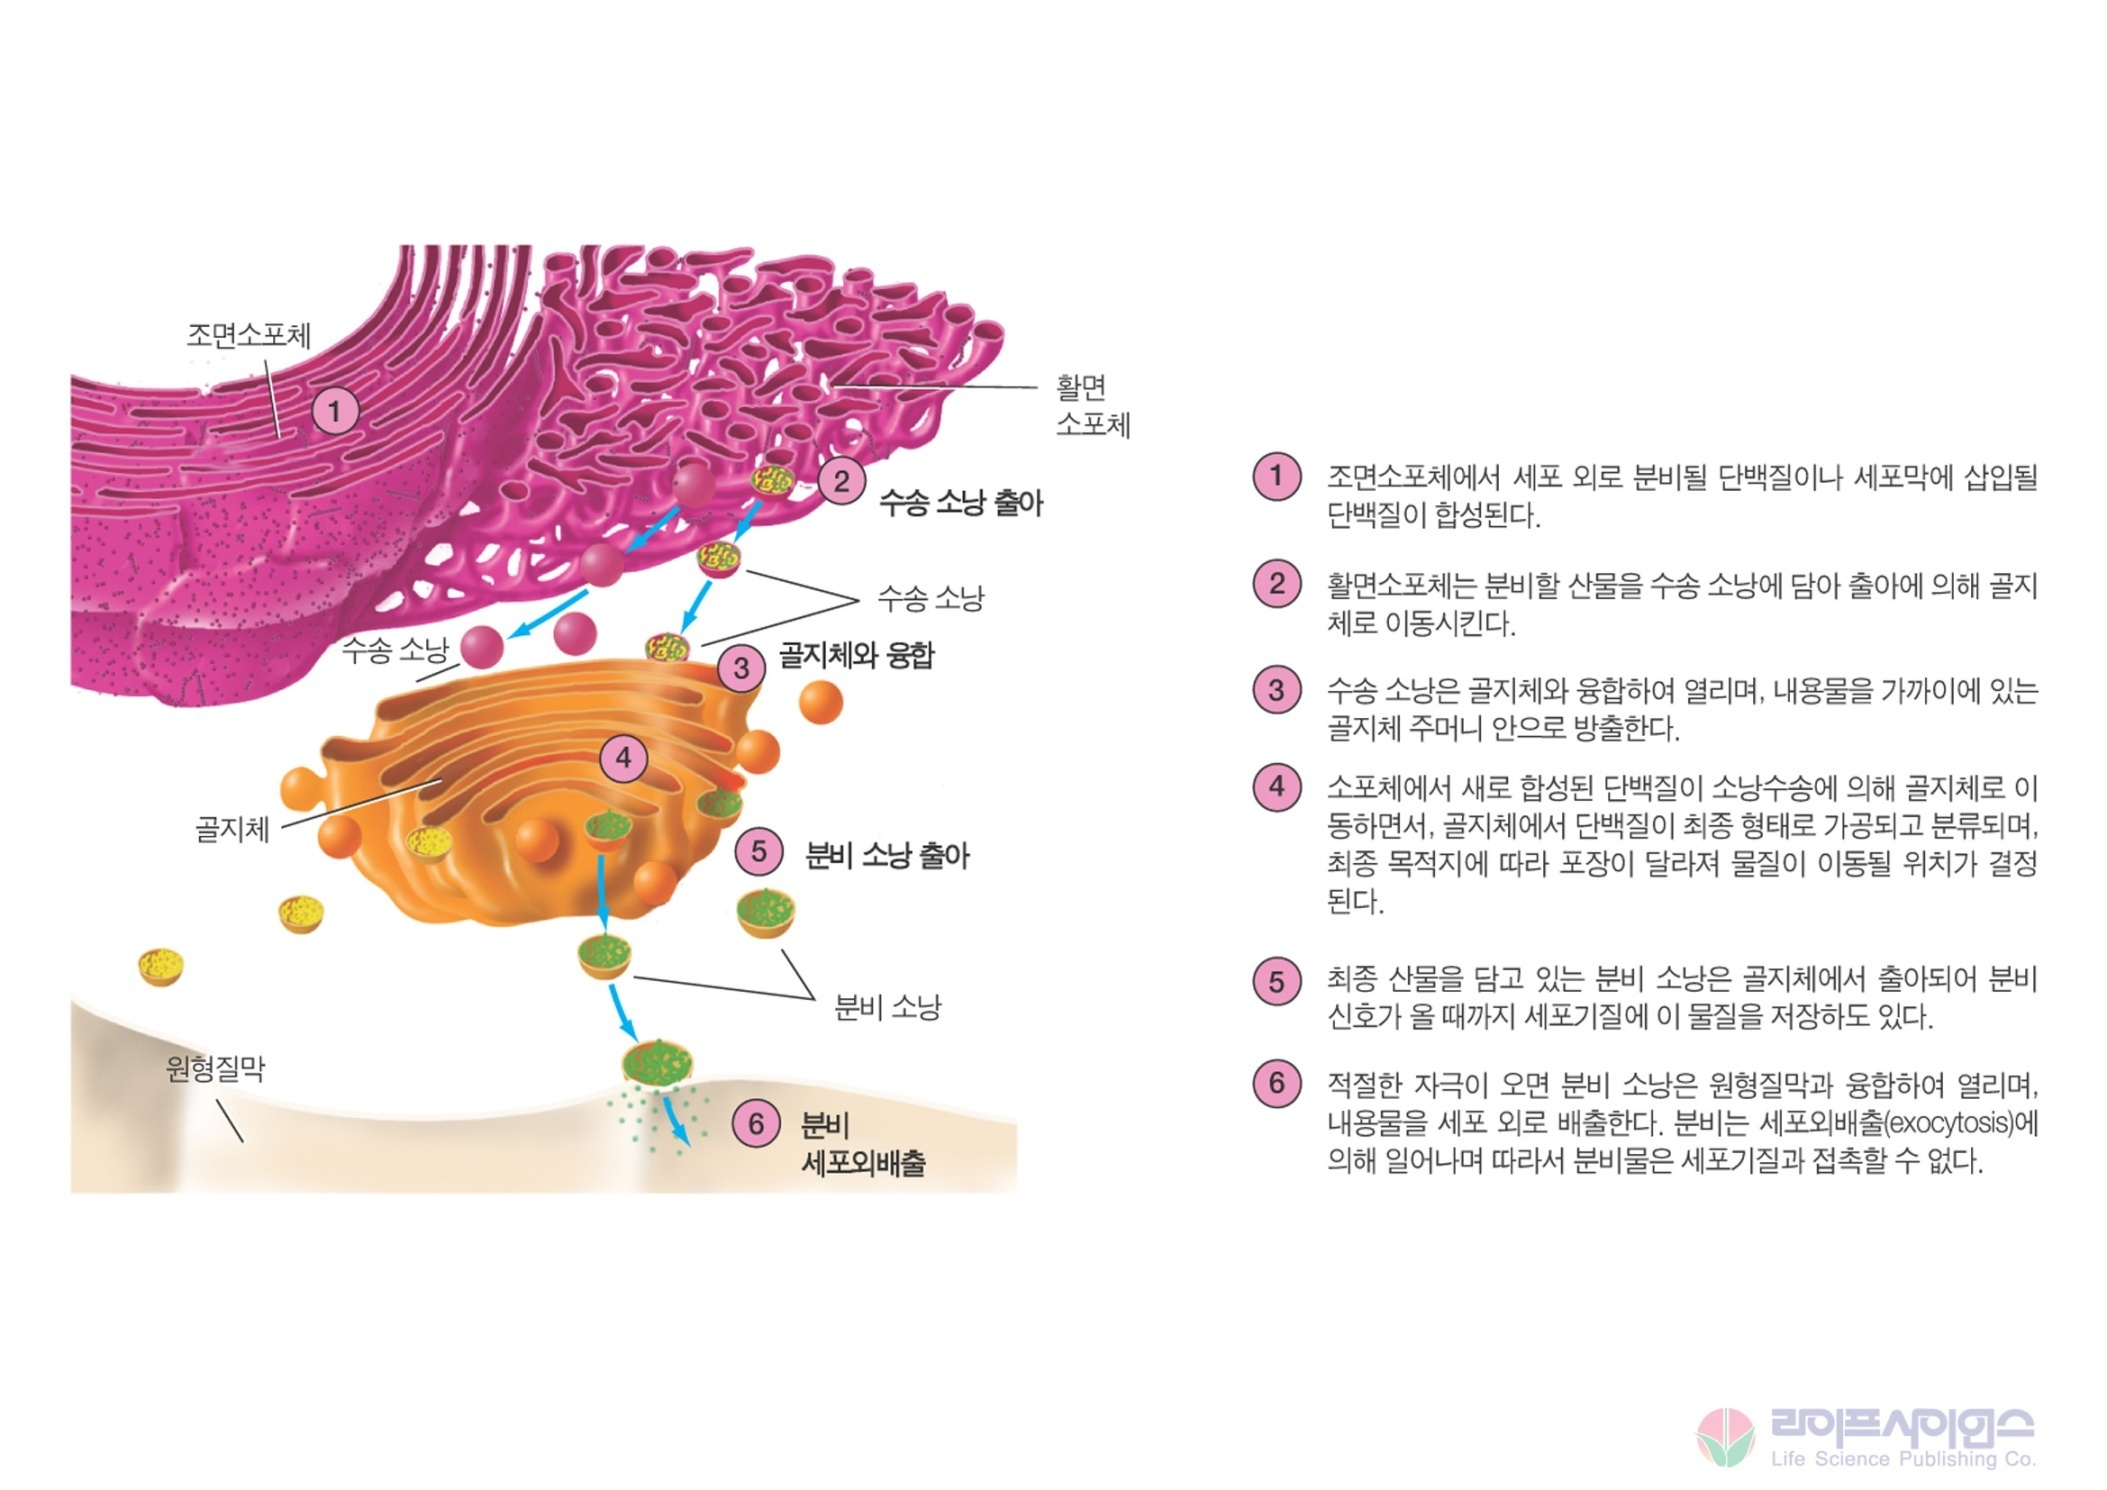 조면소포체
1
활면
소포체
2
수송 소낭 출아
수송 소낭
수송 소낭
3
골지체와 융합
4
골지체
5
분비 소낭 출아
분비 소낭
원형질막
6
분비
세포외배출
1 조면소포체에서 세포 외로 분비될 단백질이나 세포막에 삽입될
단백질이 합성된다.
2 활면소포체는 분비할 산물을 수송 소낭에 담아 출아에 의해 골지
체로 이동시킨다.
3 수송 소낭은 골지체와 융합하여 열리며, 내용물을 가까이에 있는
골지체 주머니 안으로 방출한다.
4 소포체에서 새로 합성된 단백질이 소낭수송에 의해 골지체로 이
동하면서, 골지체에서 단백질이 최종 형태로 가공되고 분류되며,
최종 목적지에 따라 포장이 달라져 물질이 이동될 위치가 결정
된다.
5 최종 산물을 담고 있는 분비 소낭은 골지체에서 출아되어 분비
신호가 올 때까지 세포기질에 이 물질을 저장하도 있다.
6 적절한 자극이 오면 분비 소낭은 원형질막과 융합하여 열리며,
내용물을 세포 외로 배출한다. 분비는 세포외배출(exocytosis)에
의해 일어나며 따라서 분비물은 세포기질과 접촉할 수 없다.
라이프사이언스
Life Science Publishing Co.